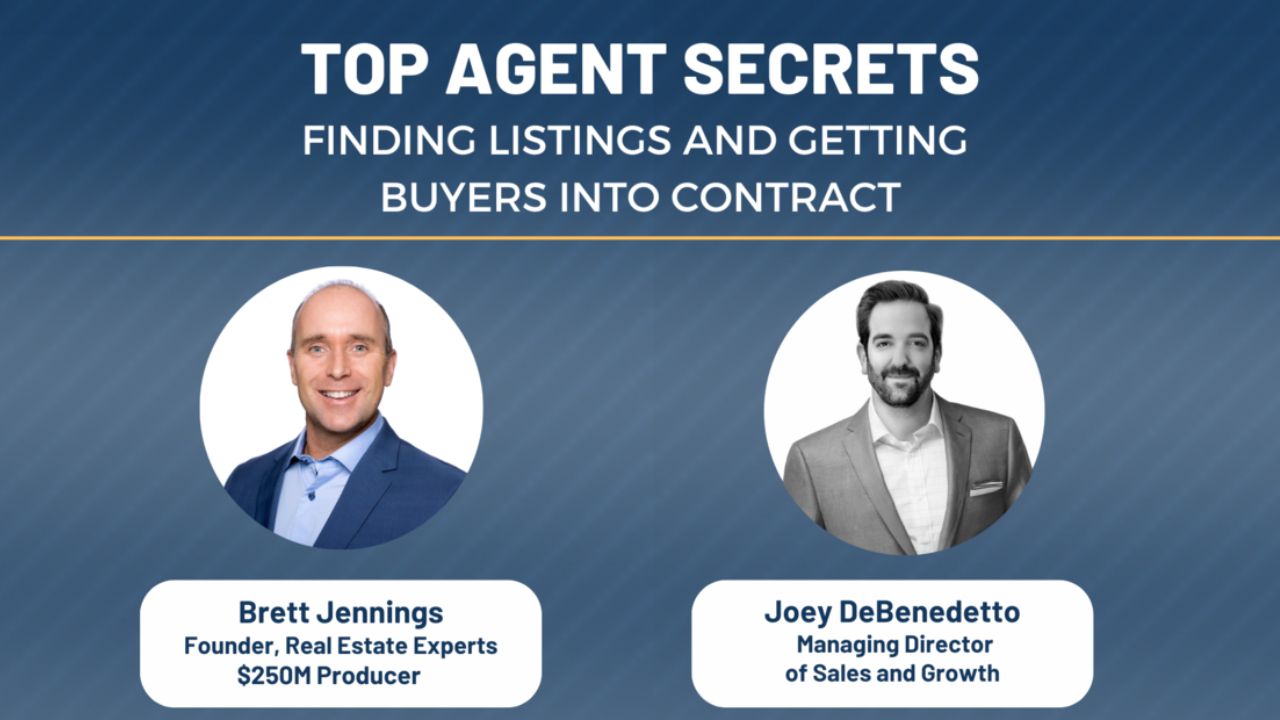 TOP AGENT SECRETS
FINDING LISTINGS AND GETTING
BUYERS INTO CONTRACT
Brett Jennings
Founder, Real Estate Experts
$250M Producer
Joey DeBenedetto
Managing Director
of Sales and Growth